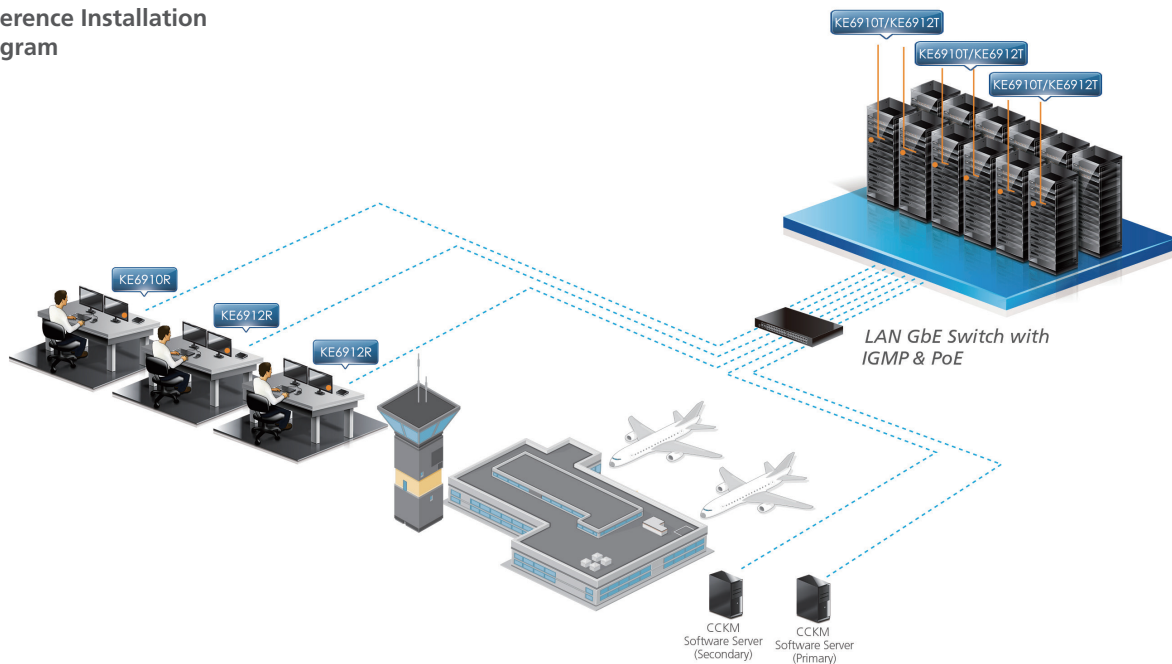 erence Installation
gram
KE6910T/KE6912T
KE6910T/KE6912T
KE6910T/KE6912T
KE6910R
KE6912R
KE6912R
LAN GbE Switch with
IGMP & PoE
CCKM
Software Server
(Secondary)
CCKM
Software Server
(Primary)